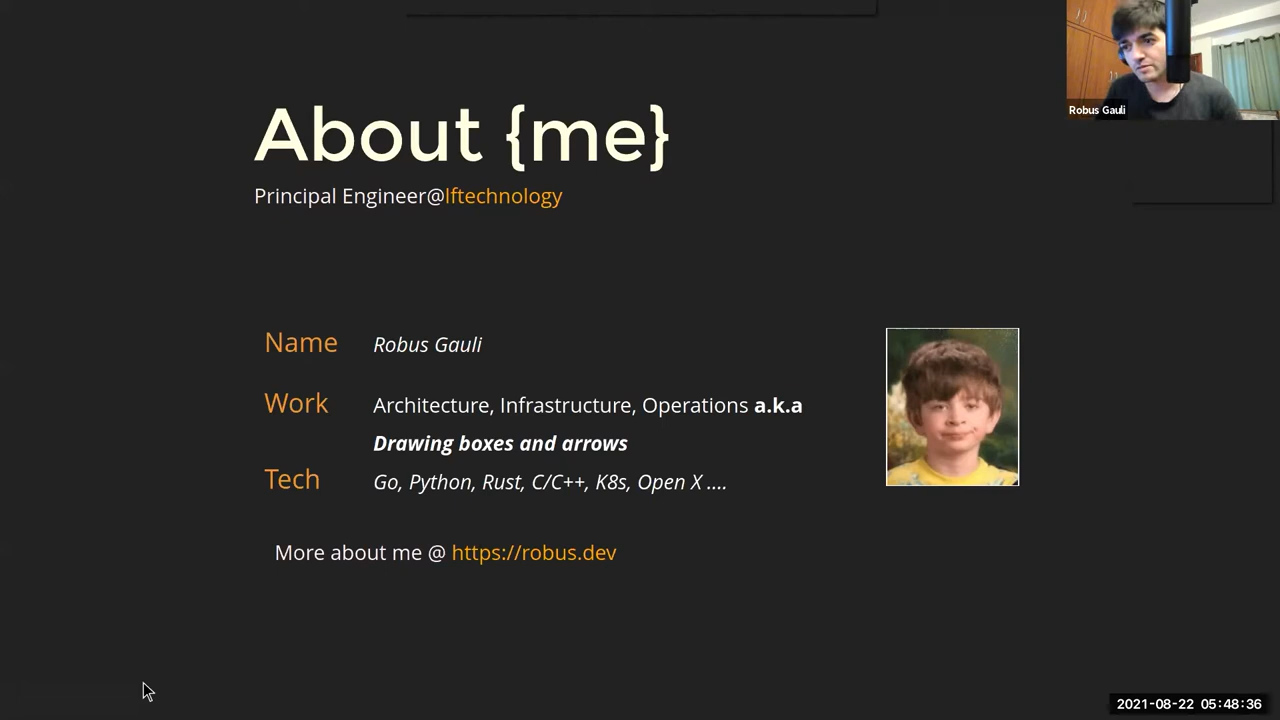 Robus Gauli
About {me}
Principal Engineer@lftechnology
Name Robus Gauli
Work Architecture, Infrastructure, Operations a.k.a
Drawing boxes and arrows
Tech Go, Python, Rust, C/C++, K8s, Open X ....
More about me @ https://robus.dev
2021-08-22 05:48:36